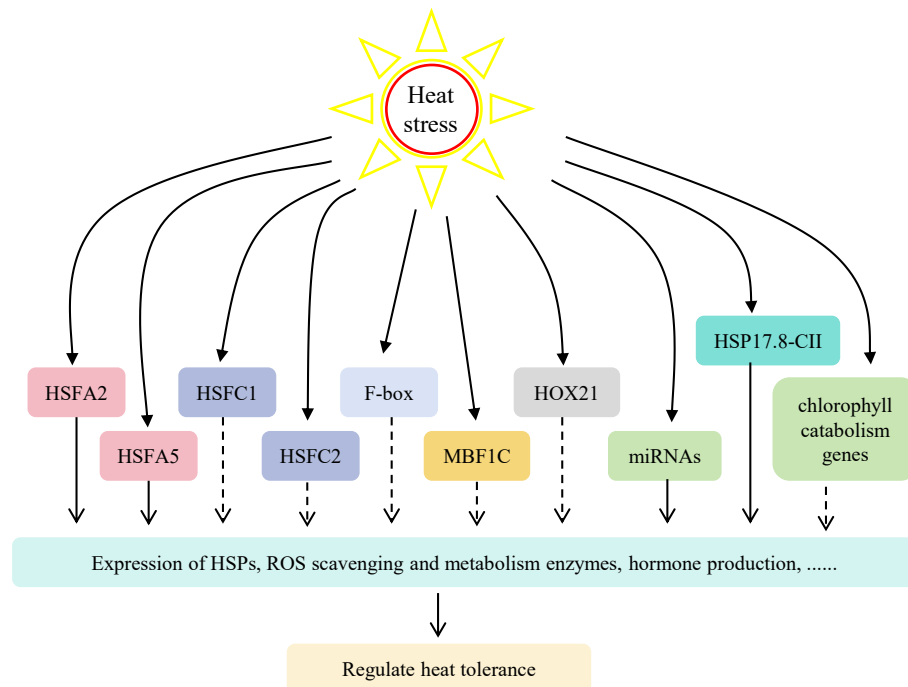 Heat
stress
HSP17.8-CII
HSFA2
HSFC1
F-box
HOX21
chlorophyll
catabolism
genes
HSFA5
HSFC2
MBF1C
miRNAs
Expression of HSPs, ROS scavenging and metabolism enzymes, hormone production, ......
Regulate heat tolerance